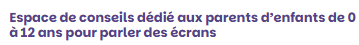 Espace de conseils dédié aux parents d'enfants de 0
à 12 ans pour parler des écrans